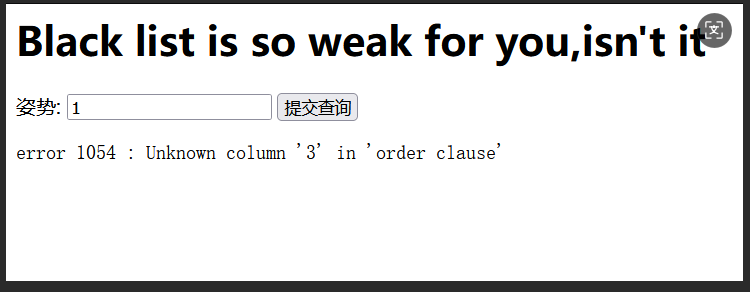 Black list is so weak for you,isn't it
姿势: 1 提交查询
error 1054 : Unknown column '3' in 'order clause'